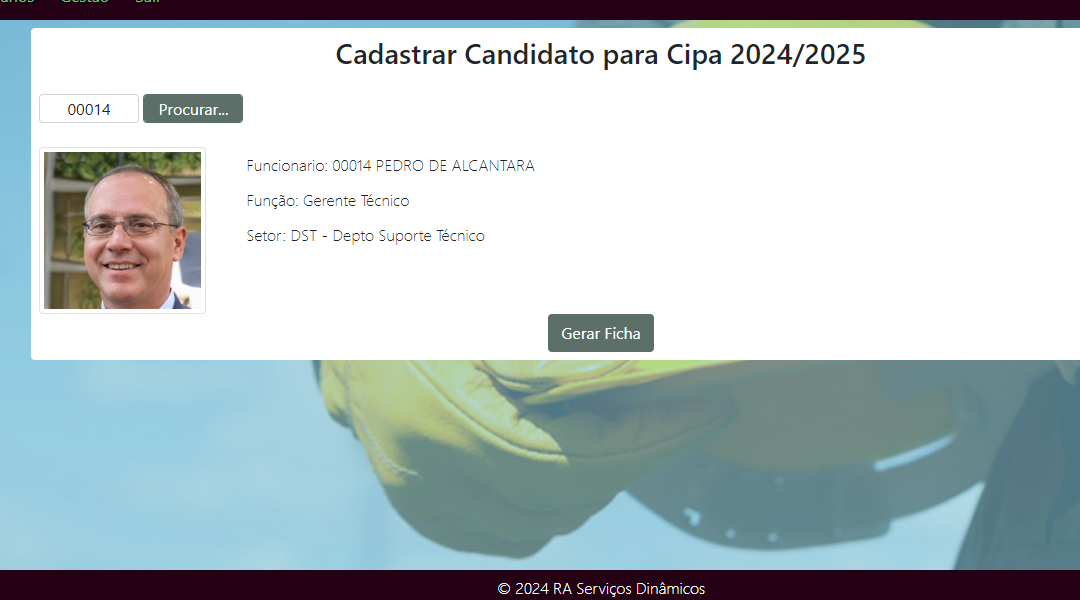 Gestão
Sair
Cadastrar Candidato para Cipa 2024/2025
00014
Procurar...
Funcionario: 00014 PEDRO DE ALCANTARA
Função: Gerente Técnico
Setor: DST - Depto Suporte Técnico
Gerar Ficha
© 2024 RA Serviços Dinâmicos